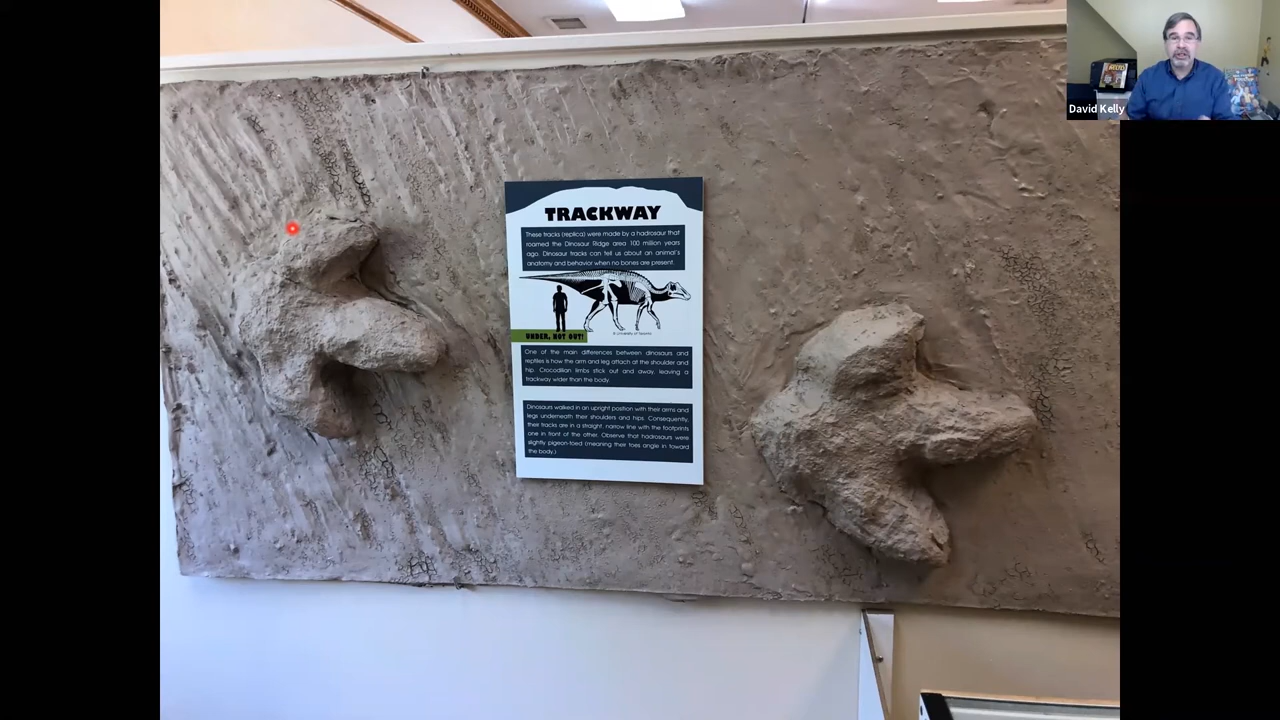 David Kelly
TRACKWAY
These tracks (replica) were made by a hadrosaur that
roamed the Dinosaur Ridge area 100 million years
ago. Dinosaur tracks can tell us about an animal's
anatomy and behavior when no bones are present.
UNDER, NOT OUT!
One of the main differences between dinosaurs and
reptiles is how the arm and leg attach at the shoulder and
hip. Crocodilian limbs stick out and away, leaving a
trackway wider than the body.
Dinosaurs walked in an upright position with their arms and
legs underneath their shoulders and hips. Consequently,
their tracks are in a straight, narrow line with the footprints
one in front of the other. Observe that hadrosaurs were
slightly pigeon-toed (meaning their toes angle in toward
the body.)